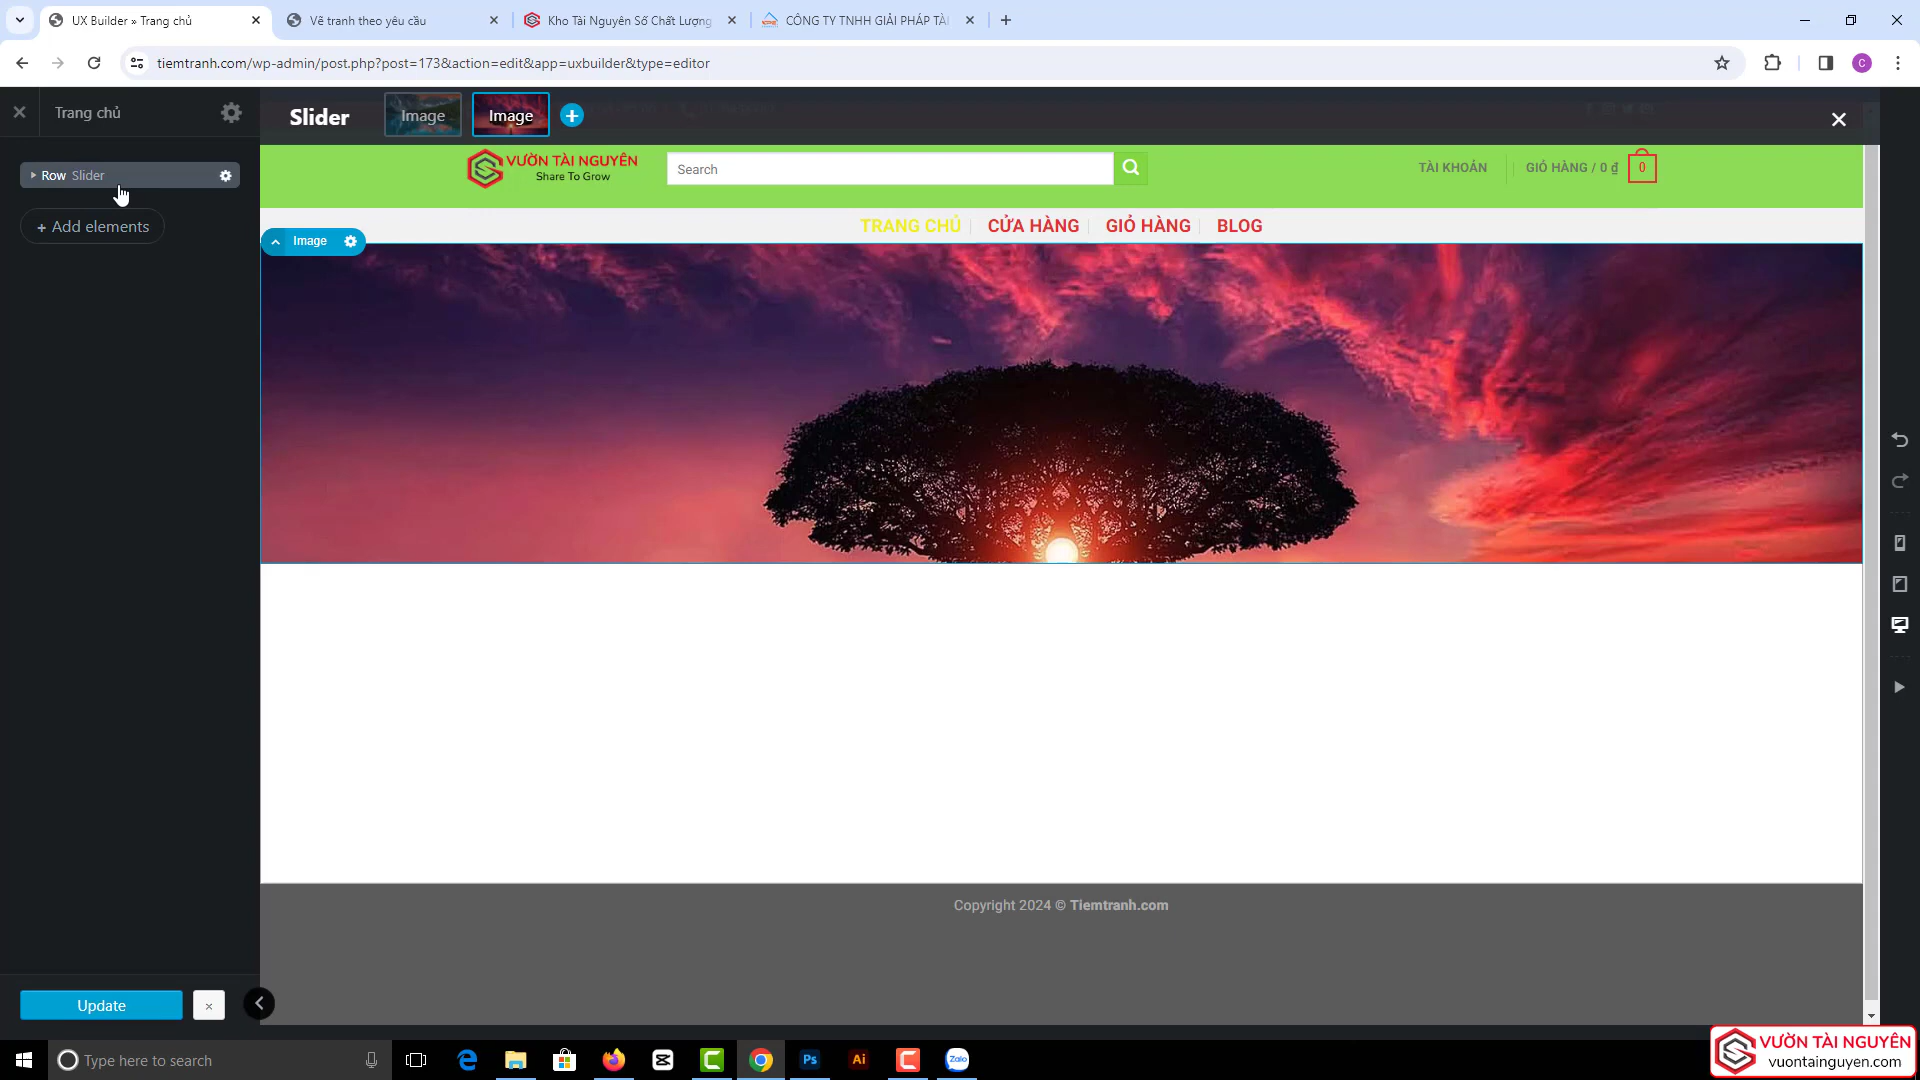 UX Builder » Trang chủ
Vẽ tranh theo yêu cầu
Kho Tài Nguyên Số Chất Lượng
CÔNG TY TNHH GIẢI PHÁP TÀI
tiemtranh.com/wp-admin/post.php?post=173&action=edit&app=uxbuilder&type=editor
C
Trang chủ
Slider
Image
Image
Row Slider
+ Add elements
VƯỜN TÀI NGUYÊN
Share To Grow
Search
TÀI KHOẢN
GIỎ HÀNG / 0 ₫
0
TRANG CHỦ
CỬA HÀNG
GIỎ HÀNG
BLOG
Image
Copyright 2024 © Tiemtranh.com
Update
Type here to search
Ps
Ai
Zalo
VƯỜN TÀI NGUYÊN
vuontainguyen.com